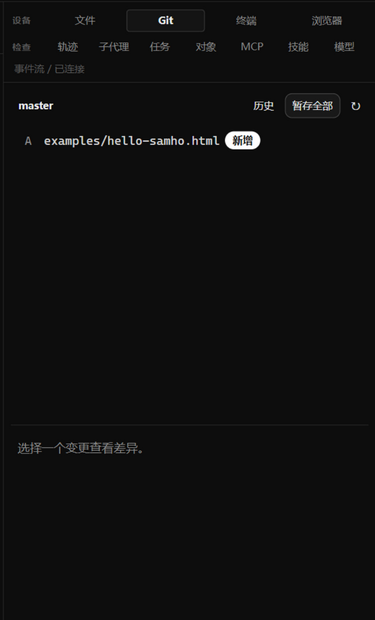 设备 文件 Git 终端 浏览器
检查 轨迹 子代理 任务 对象 MCP 技能 模型
事件流 / 已连接
master 历史 暂存全部 ↻
A examples/hello-samho.html 新增
选择一个变更查看差异。